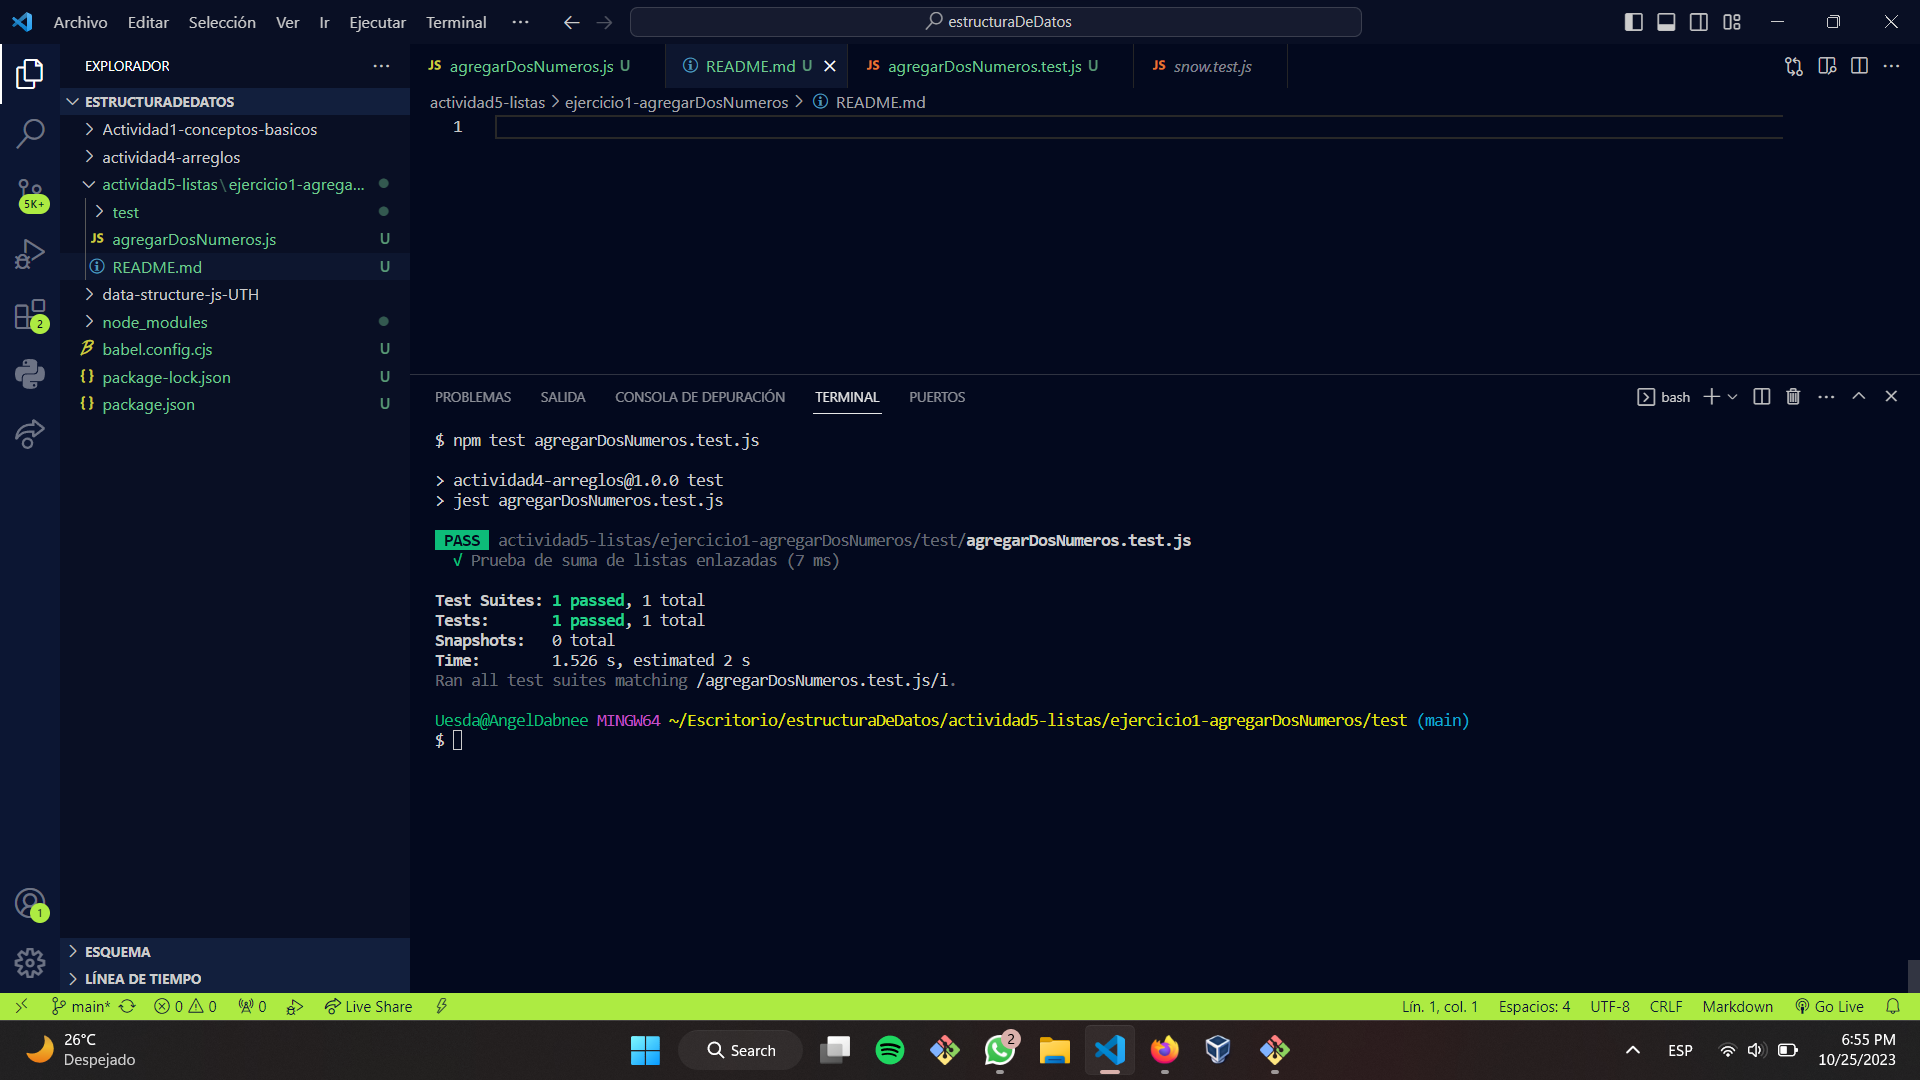 Archivo Editar Selección Ver Ir Ejecutar Terminal ··· estructuraDeDatos
EXPLORADOR ···
ESTRUCTURADEDATOS
Actividad1-conceptos-basicos
actividad4-arreglos
actividad5-listas\ejercicio1-agrega...
test
JS agregarDosNumeros.js U
README.md U
data-structure-js-UTH
node_modules
babel.config.cjs U
{} package-lock.json U
{} package.json U
5K+
2
1
ESQUEMA
LÍNEA DE TIEMPO
JS agregarDosNumeros.js U README.md U JS agregarDosNumeros.test.js U JS snow.test.js
actividad5-listas > ejercicio1-agregarDosNumeros > README.md
1
PROBLEMAS SALIDA CONSOLA DE DEPURACIÓN TERMINAL PUERTOS bash
$ npm test agregarDosNumeros.test.js
> actividad4-arreglos@1.0.0 test
> jest agregarDosNumeros.test.js
PASS actividad5-listas/ejercicio1-agregarDosNumeros/test/agregarDosNumeros.test.js
√ Prueba de suma de listas enlazadas (7 ms)
Test Suites: 1 passed, 1 total
Tests: 1 passed, 1 total
Snapshots: 0 total
Time: 1.526 s, estimated 2 s
Ran all test suites matching /agregarDosNumeros.test.js/i.
Uesda@AngelDabnee MINGW64 ~/Escritorio/estructuraDeDatos/actividad5-listas/ejercicio1-agregarDosNumeros/test (main)
$
main* 0 0 0 Live Share Lín. 1, col. 1 Espacios: 4 UTF-8 CRLF Markdown Go Live
26°C
Despejado
Search
2
ESP
6:55 PM
10/25/2023